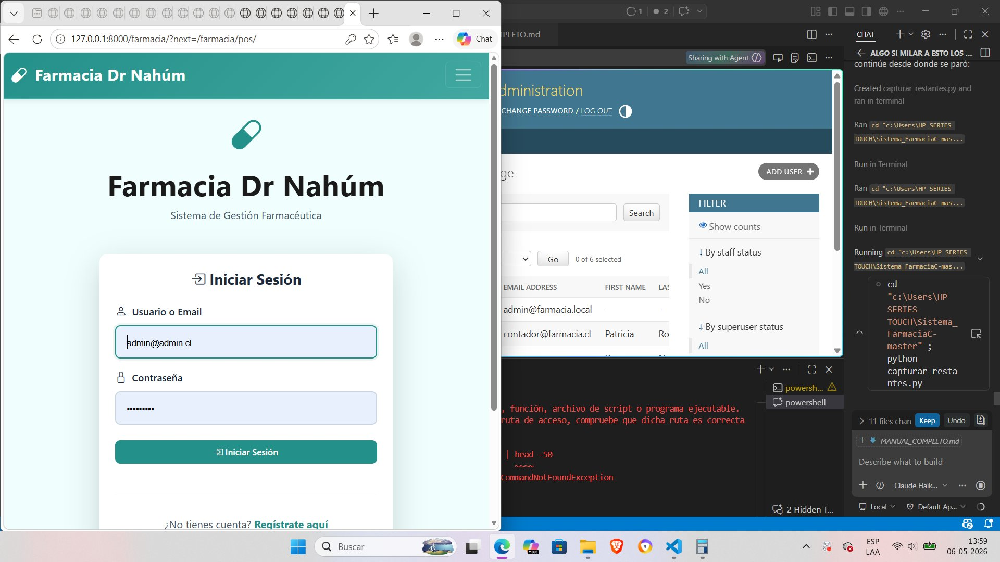 127.0.0.1:8000/farmacia/?next=/farmacia/pos/
Chat
Farmacia Dr Nahúm
Farmacia Dr Nahúm
Sistema de Gestión Farmacéutica
Iniciar Sesión
Usuario o Email
admin@admin.cl
Contraseña
•••••••••
Iniciar Sesión
¿No tienes cuenta? Regístrate aquí
1
2
PLETO.md
Sharing with Agent
dministration
CHANGE PASSWORD / LOG OUT
ge
ADD USER
Search
Go
0 of 6 selected
EMAIL ADDRESS FIRST NAME LAS
admin@farmacia.local - -
contador@farmacia.cl Patricia Ro
FILTER
Show counts
↓ By staff status
All
Yes
No
↓ By superuser status
All
, función, archivo de script o programa ejecutable.
ruta de acceso, compruebe que dicha ruta es correcta
| head -50
~~~~
CommandNotFoundException
powersh...
powershell
2 Hidden T...
CHAT
ALGO SI MILAR A ESTO LOS ...
continúe desde donde se paró:
Created capturar_restantes.py and
ran in terminal
Ran cd "c:\Users\HP SERIES
TOUCH\Sistema_FarmaciaC-mas...
Run in Terminal
Ran cd "c:\Users\HP SERIES
TOUCH\Sistema_FarmaciaC-mas...
Run in Terminal
Running cd "c:\Users\HP SERIES
TOUCH\Sistema_FarmaciaC-mas...
cd
"c:\Users\HP
SERIES
TOUCH\Sistema_
FarmaciaC-
master" ;
python
capturar_resta
ntes.py
11 files chan
Keep
Undo
MANUAL_COMPLETO.md
Describe what to build
Claude Haik...
Local
Default Ap...
Buscar
M365
ESP
LAA
13:59
06-05-2026